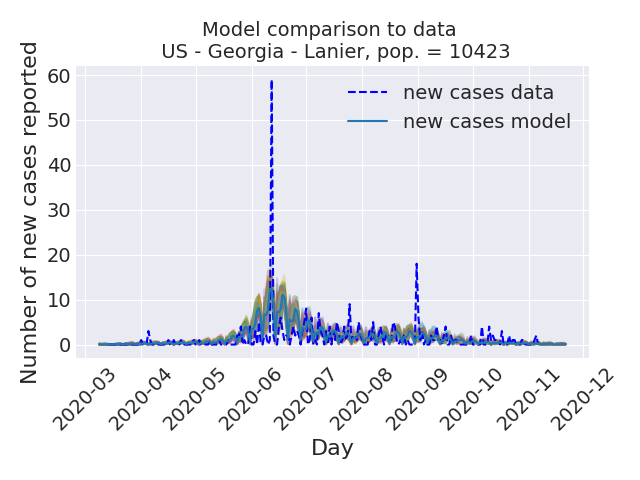 Model comparison to data
US - Georgia - Lanier, pop. = 10423
new cases data
new cases model
Number of new cases reported
60
50
40
30
20
10
0
2020-03
2020-04
2020-05
2020-06
2020-07
2020-08
2020-09
2020-10
2020-11
2020-12
Day